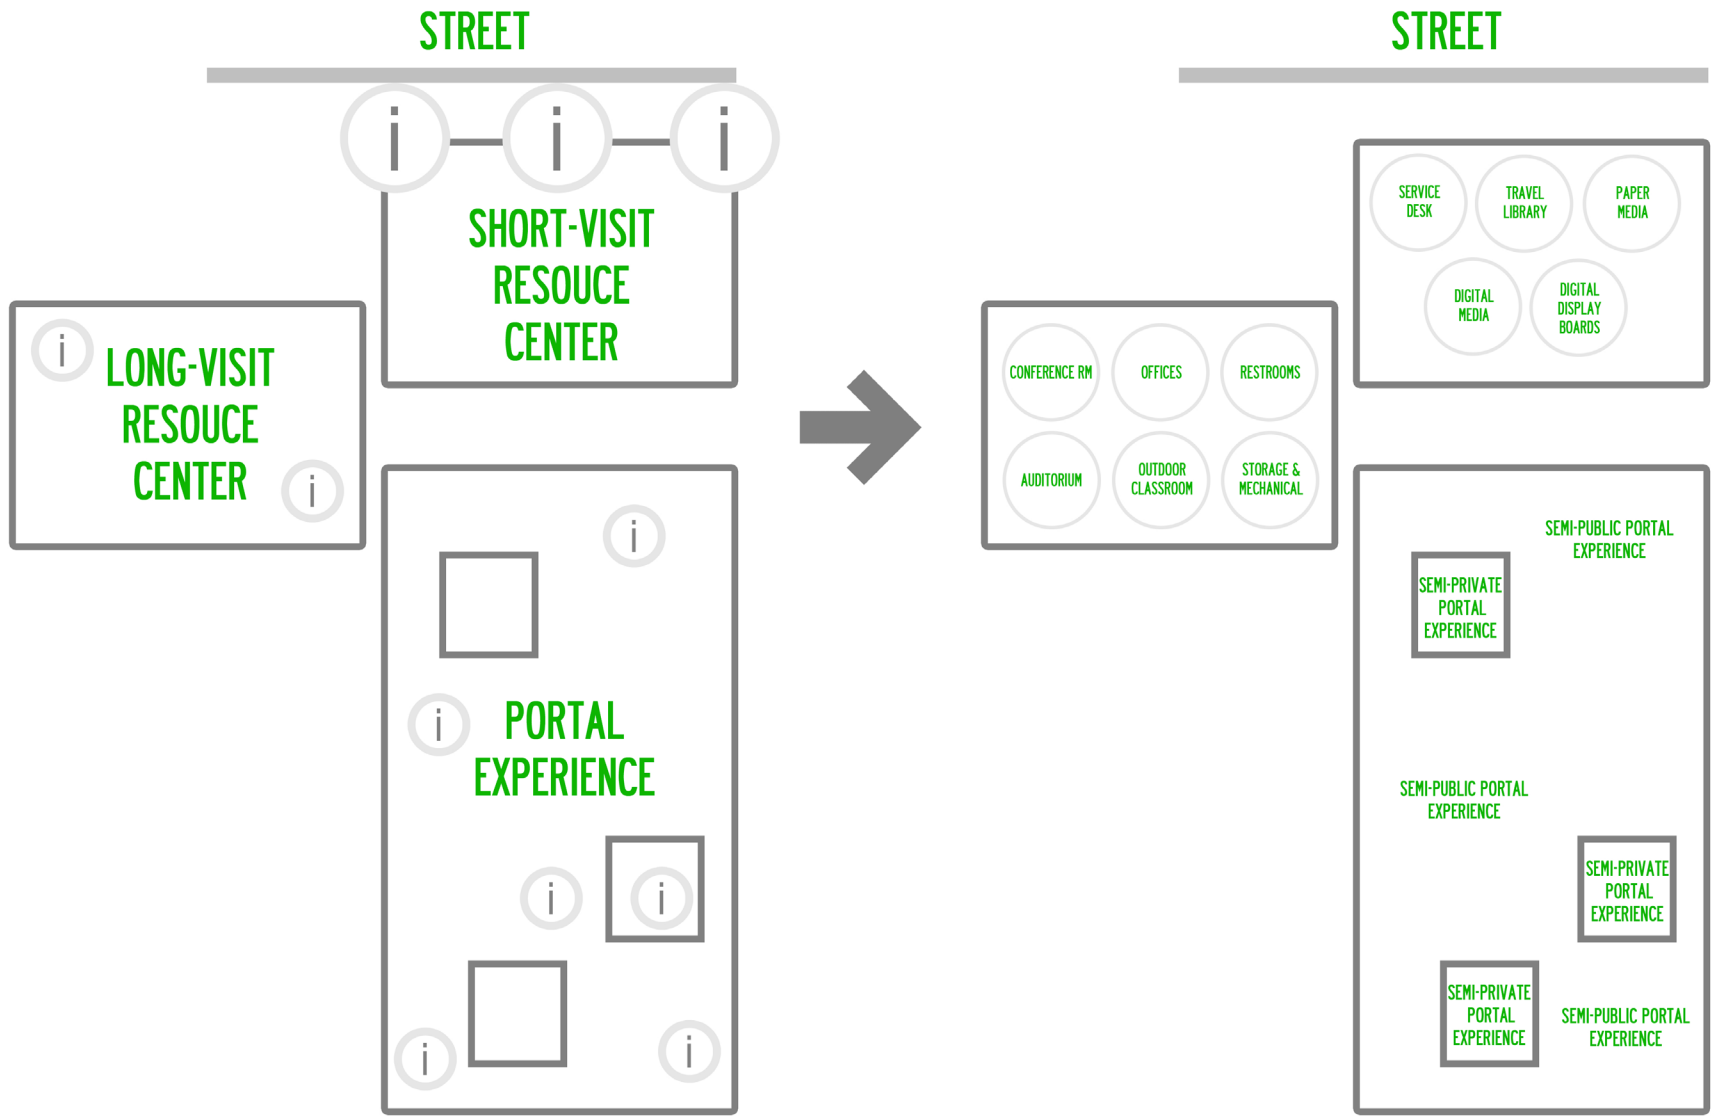 STREET
i
i
i
SHORT-VISIT
RESOUCE
CENTER
i
LONG-VISIT
RESOUCE
CENTER
i
i
i
PORTAL
EXPERIENCE
i
i
i
i
STREET
SERVICE
DESK
TRAVEL
LIBRARY
PAPER
MEDIA
DIGITAL
MEDIA
DIGITAL
DISPLAY
BOARDS
CONFERENCE RM
OFFICES
RESTROOMS
AUDITORIUM
OUTDOOR
CLASSROOM
STORAGE &
MECHANICAL
SEMI-PUBLIC PORTAL
EXPERIENCE
SEMI-PRIVATE
PORTAL
EXPERIENCE
SEMI-PUBLIC PORTAL
EXPERIENCE
SEMI-PRIVATE
PORTAL
EXPERIENCE
SEMI-PRIVATE
PORTAL
EXPERIENCE
SEMI-PUBLIC PORTAL
EXPERIENCE